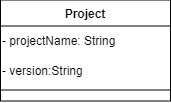 Project
- projectName: String
- version:String